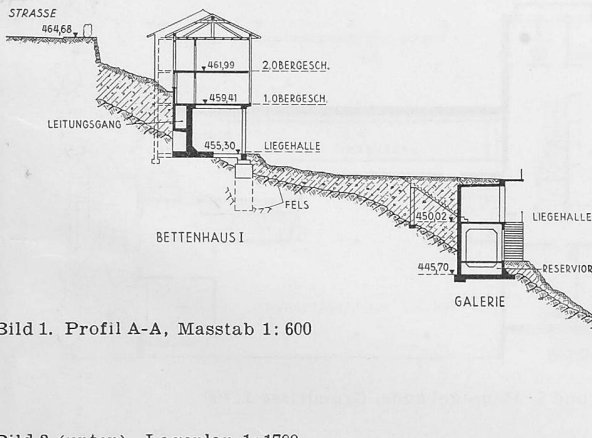 STRASSE
464,68
461,99 2.OBERGESCH.
459,41 1.OBERGESCH.
LEITUNGSGANG
455,30 LIEGEHALLE
FELS
450,02 LIEGEHALLE
BETTENHAUS I
445,70 RESERVIOR
GALERIE
Bild 1. Profil A-A, Masstab 1: 600